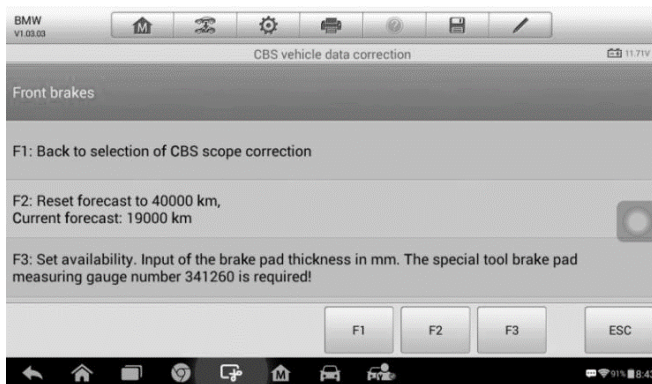 BMW
V1.03.03
CBS vehicle data correction
11.71V
Front brakes
F1: Back to selection of CBS scope correction
F2: Reset forecast to 40000 km,
Current forecast: 19000 km
F3: Set availability. Input of the brake pad thickness in mm. The special tool brake pad
measuring gauge number 341260 is required!
F1
F2
F3
ESC
91%